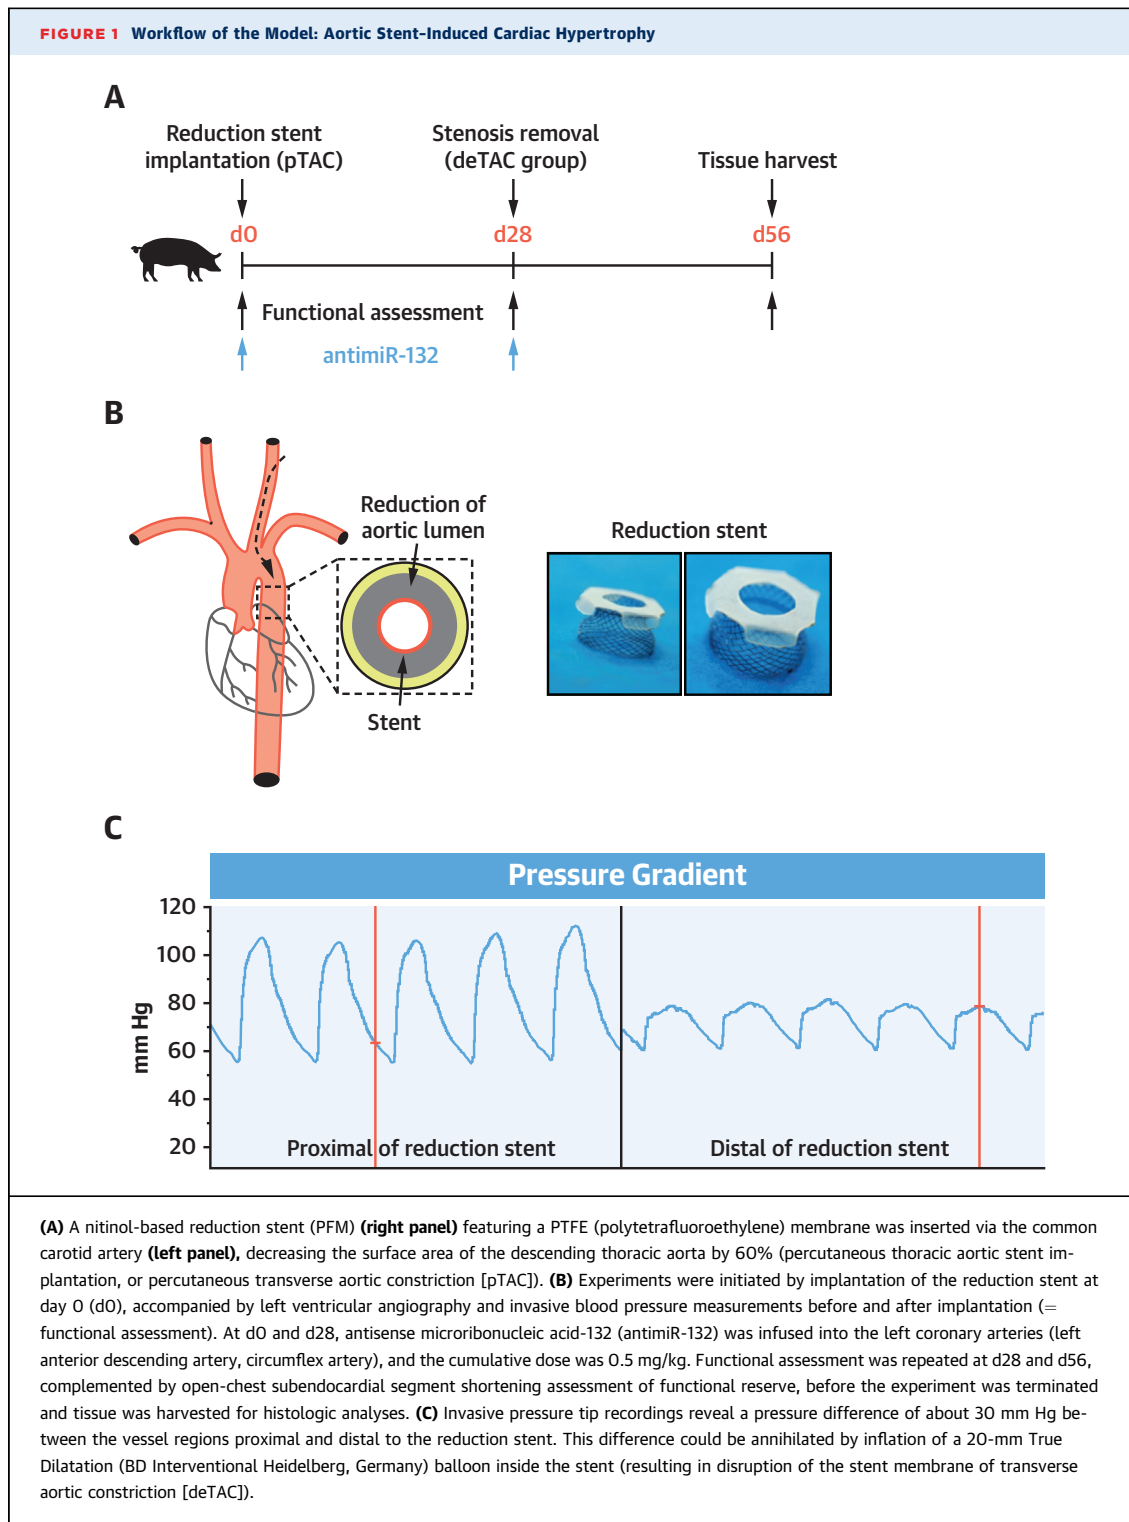 FIGURE 1 Workflow of the Model: Aortic Stent-Induced Cardiac Hypertrophy
A
Reduction stent
implantation (pTAC)
Stenosis removal
(deTAC group)
Tissue harvest
d0
d28
d56
Functional assessment
antimiR-132
B
Reduction of
aortic lumen
Stent
Reduction stent
C
Pressure Gradient
mm Hg
120
100
80
60
40
20
Proximal of reduction stent
Distal of reduction stent
(A) A nitinol-based reduction stent (PFM) (right panel) featuring a PTFE (polytetrafluoroethylene) membrane was inserted via the common
carotid artery (left panel), decreasing the surface area of the descending thoracic aorta by 60% (percutaneous thoracic aortic stent im-
plantation, or percutaneous transverse aortic constriction [pTAC]). (B) Experiments were initiated by implantation of the reduction stent at
day 0 (d0), accompanied by left ventricular angiography and invasive blood pressure measurements before and after implantation (=
functional assessment). At d0 and d28, antisense microribonucleic acid-132 (antimiR-132) was infused into the left coronary arteries (left
anterior descending artery, circumflex artery), and the cumulative dose was 0.5 mg/kg. Functional assessment was repeated at d28 and d56,
complemented by open-chest subendocardial segment shortening assessment of functional reserve, before the experiment was terminated
and tissue was harvested for histologic analyses. (C) Invasive pressure tip recordings reveal a pressure difference of about 30 mm Hg be-
tween the vessel regions proximal and distal to the reduction stent. This difference could be annihilated by inflation of a 20-mm True
Dilatation (BD Interventional Heidelberg, Germany) balloon inside the stent (resulting in disruption of the stent membrane of transverse
aortic constriction [deTAC]).